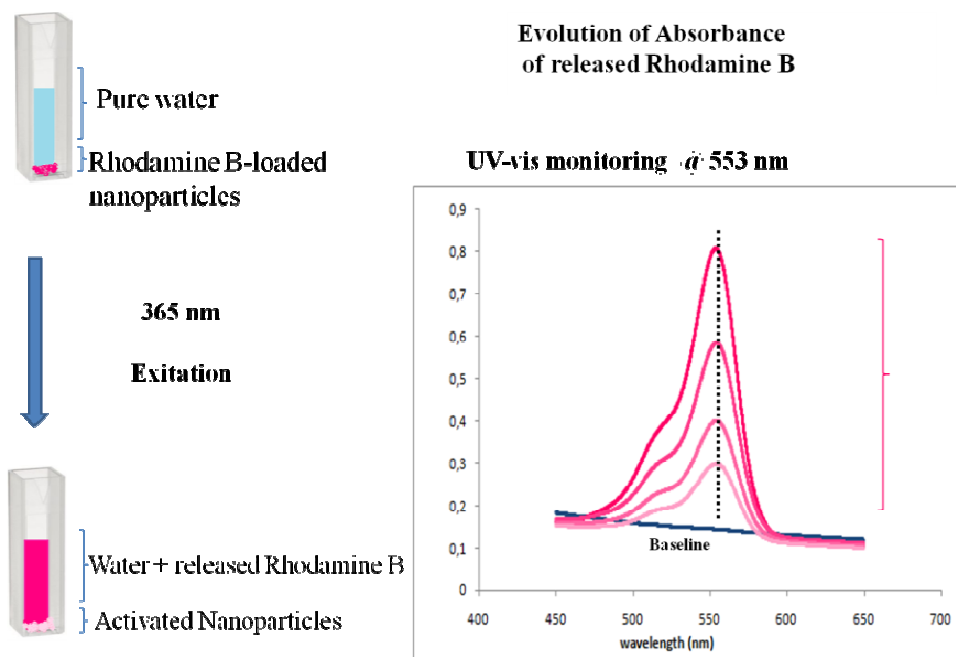 Evolution of Absorbance
of released Rhodamine B
Pure water
Rhodamine B-loaded
nanoparticles
UV-vis monitoring @ 553 nm
365 nm
Exitation
Water + released Rhodamine B
Activated Nanoparticles
0,9
0,8
0,7
0,6
0,5
0,4
0,3
0,2
0,1
0
Baseline
400
450
500
550
600
650
700
wavelength (nm)